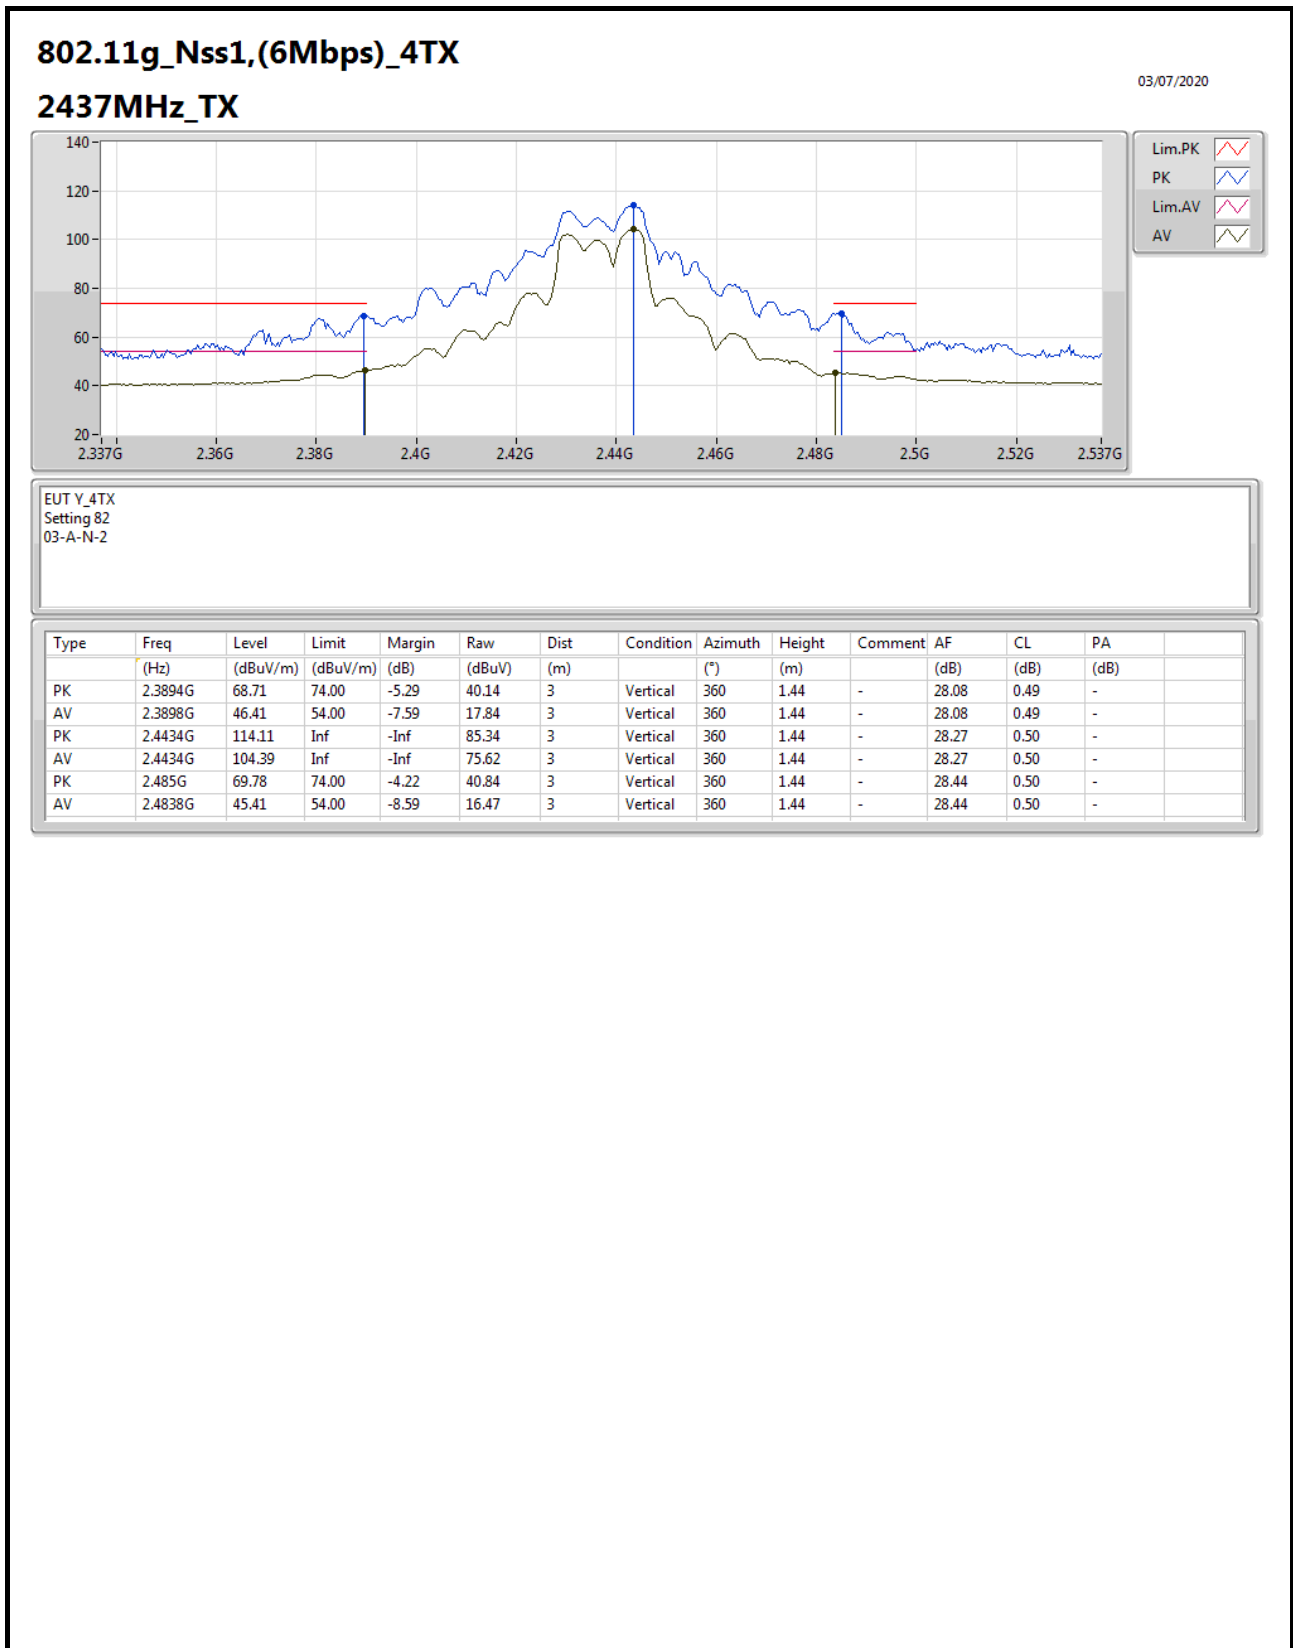 802.11g_Nss1,(6Mbps)_4TX
03/07/2020
2437MHz_TX
140
120
100
80
60
40
20
2.337G 2.36G 2.38G 2.4G 2.42G 2.44G 2.46G 2.48G 2.5G 2.52G 2.537G
Lim.PK
PK
Lim.AV
AV
EUT Y_4TX
Setting 82
03-A-N-2
Type Freq Level Limit Margin Raw Dist Condition Azimuth Height Comment AF CL PA
(Hz) (dBuV/m) (dBuV/m) (dB) (dBuV) (m) (°) (m) (dB) (dB) (dB)
PK 2.3894G 68.71 74.00 -5.29 40.14 3 Vertical 360 1.44 - 28.08 0.49 -
AV 2.3898G 46.41 54.00 -7.59 17.84 3 Vertical 360 1.44 - 28.08 0.49 -
PK 2.4434G 114.11 Inf -Inf 85.34 3 Vertical 360 1.44 - 28.27 0.50 -
AV 2.4434G 104.39 Inf -Inf 75.62 3 Vertical 360 1.44 - 28.27 0.50 -
PK 2.485G 69.78 74.00 -4.22 40.84 3 Vertical 360 1.44 - 28.44 0.50 -
AV 2.4838G 45.41 54.00 -8.59 16.47 3 Vertical 360 1.44 - 28.44 0.50 -